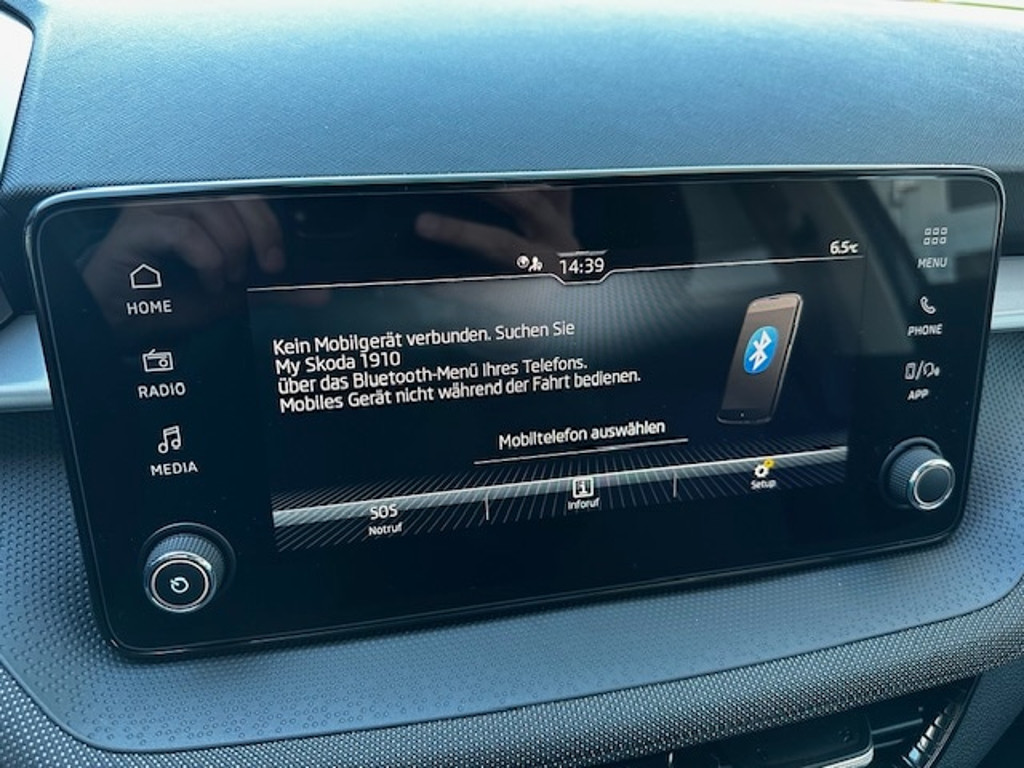 14:39
6.5°C
HOME
RADIO
MEDIA
Kein Mobilgerät verbunden. Suchen Sie
My Skoda 1910
über das Bluetooth-Menü Ihres Telefons.
Mobiles Gerät nicht während der Fahrt bedienen.
Mobiltelefon auswählen
SOS
Notruf
Inforuf
Setup
MENU
PHONE
APP